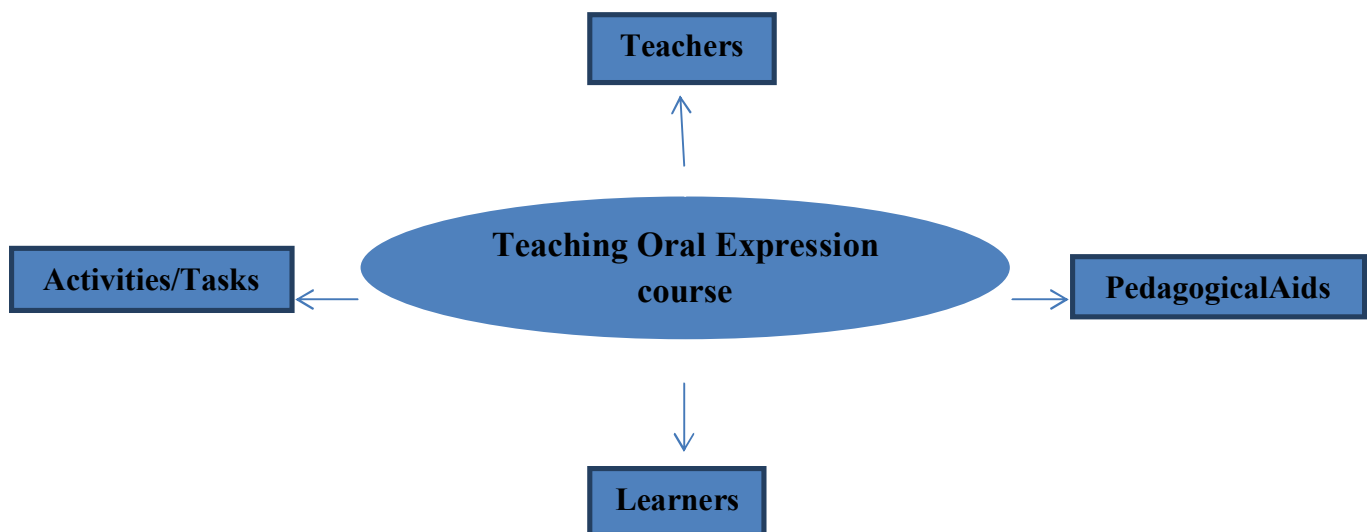 Teachers
Teaching Oral Expression
course
Activities/Tasks
PedagogicalAids
Learners